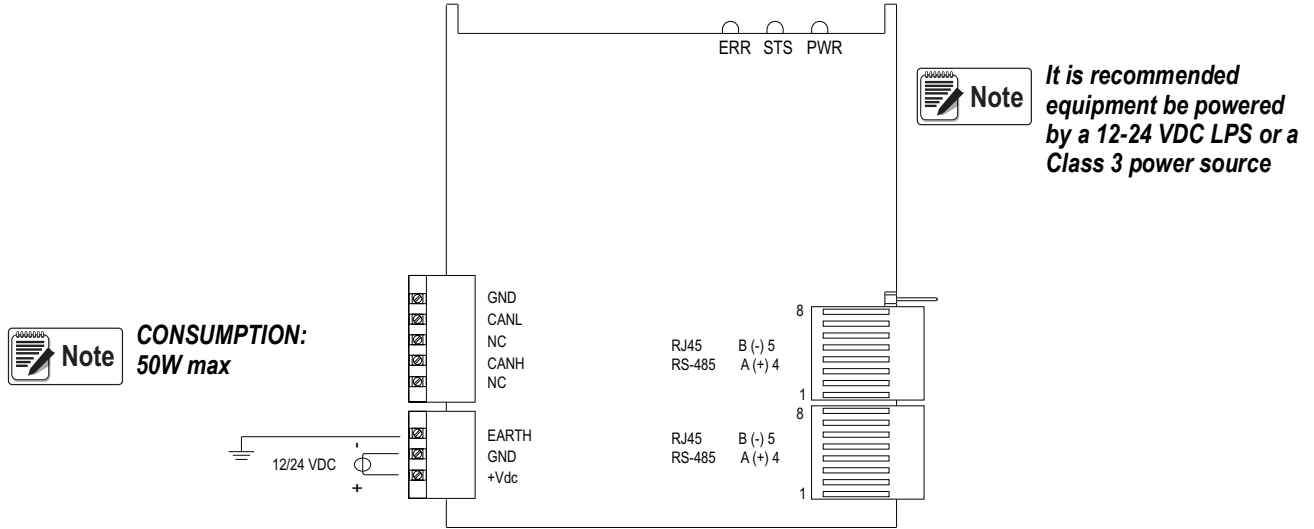 ERR STS PWR
Note
It is recommended
equipment be powered
by a 12-24 VDC LPS or a
Class 3 power source
Note
CONSUMPTION:
50W max
GND
CANL
NC
CANH
NC
EARTH
GND
+Vdc
12/24 VDC
-
+
RJ45 B (-) 5
RS-485 A (+) 4
8
1
RJ45 B (-) 5
RS-485 A (+) 4
8
1